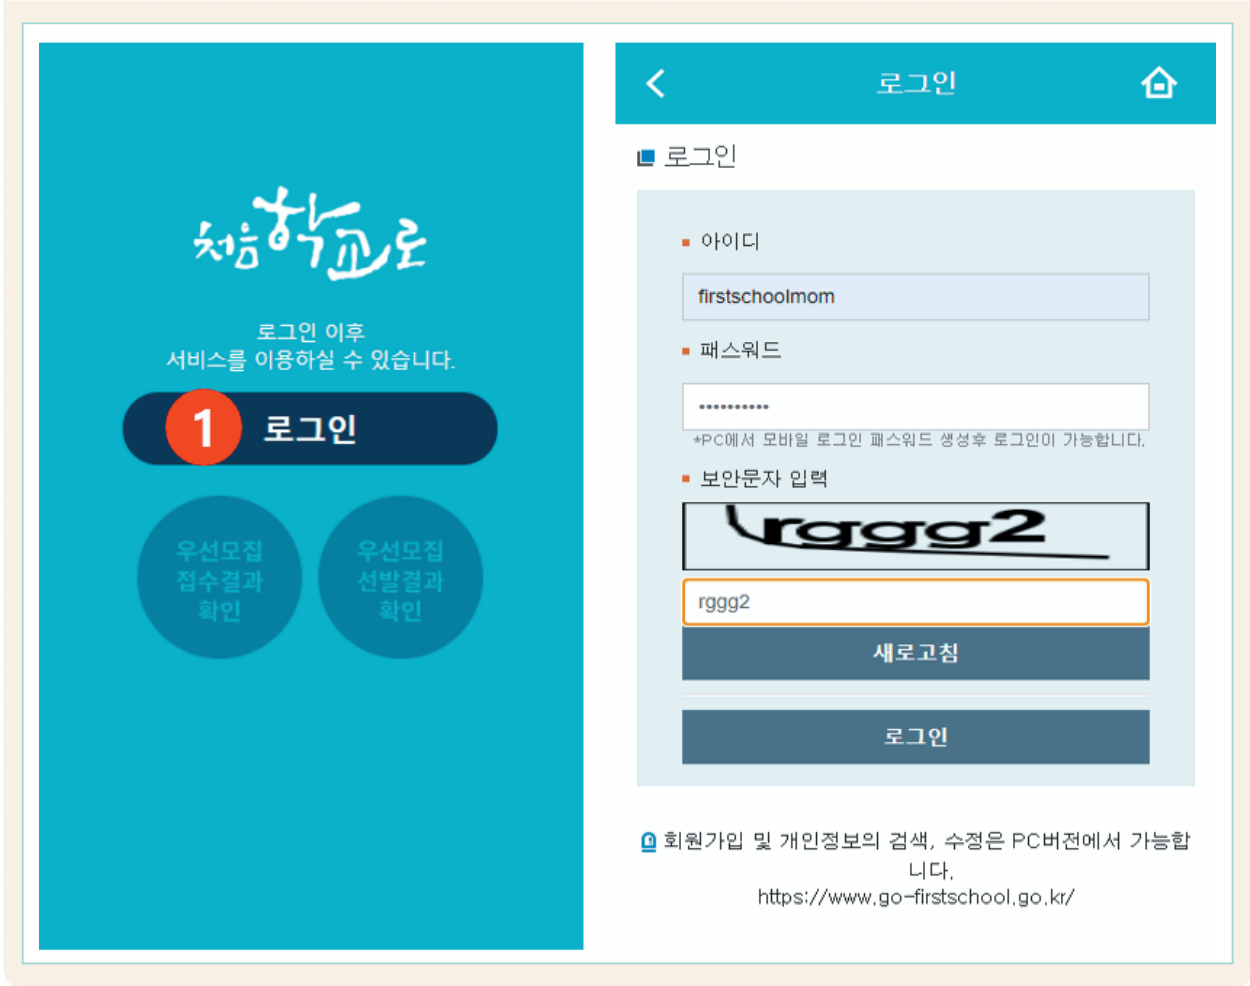 처음학교로
로그인 이후
서비스를 이용하실 수 있습니다.
1 로그인
우선모집
접수결과
확인
우선모집
선발결과
확인
로그인
로그인
아이디
firstschoolmom
패스워드
••••••••••
*PC에서 모바일 로그인 패스워드 생성후 로그인이 가능합니다.
보안문자 입력
rggg2
rggg2
새로고침
로그인
회원가입 및 개인정보의 검색, 수정은 PC버전에서 가능합
니다.
https://www.go-firstschool.go.kr/